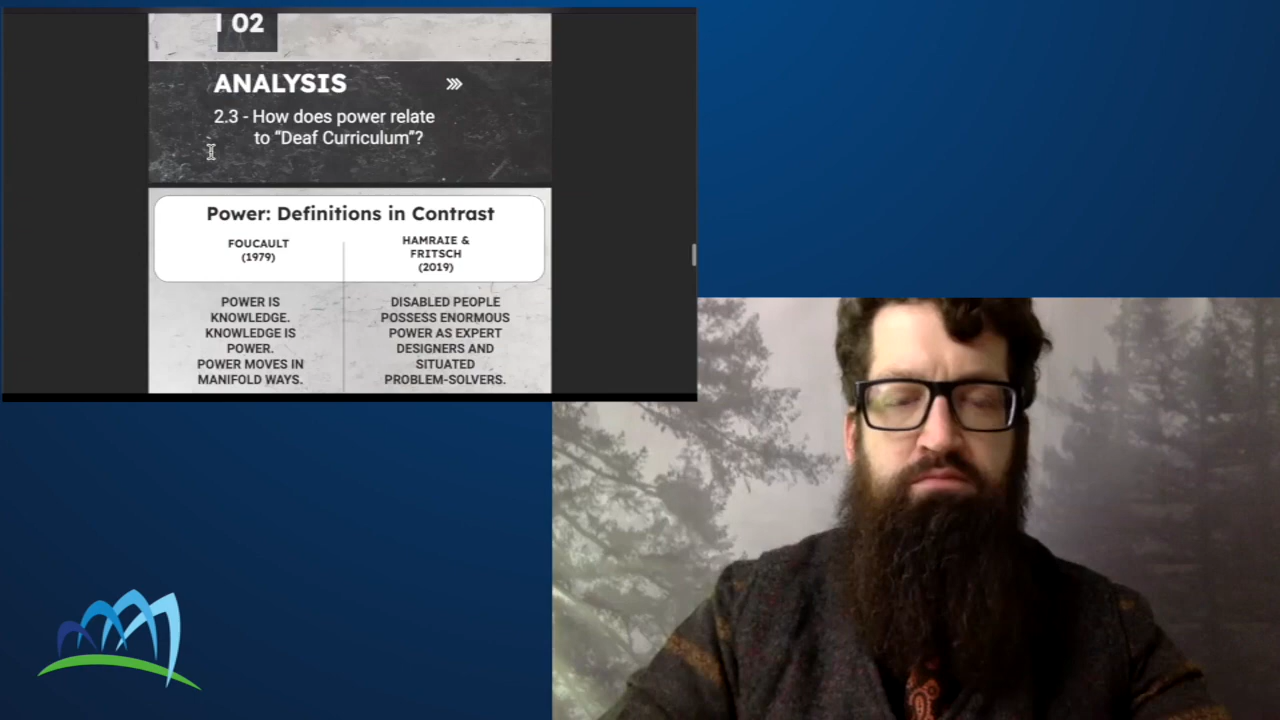 02
ANALYSIS
2.3 - How does power relate
to “Deaf Curriculum”?
Power: Definitions in Contrast
FOUCAULT
(1979)
POWER IS
KNOWLEDGE.
KNOWLEDGE IS
POWER.
POWER MOVES IN
MANIFOLD WAYS.
HAMRAIE &
FRITSCH
(2019)
DISABLED PEOPLE
POSSESS ENORMOUS
POWER AS EXPERT
DESIGNERS AND
SITUATED
PROBLEM-SOLVERS.